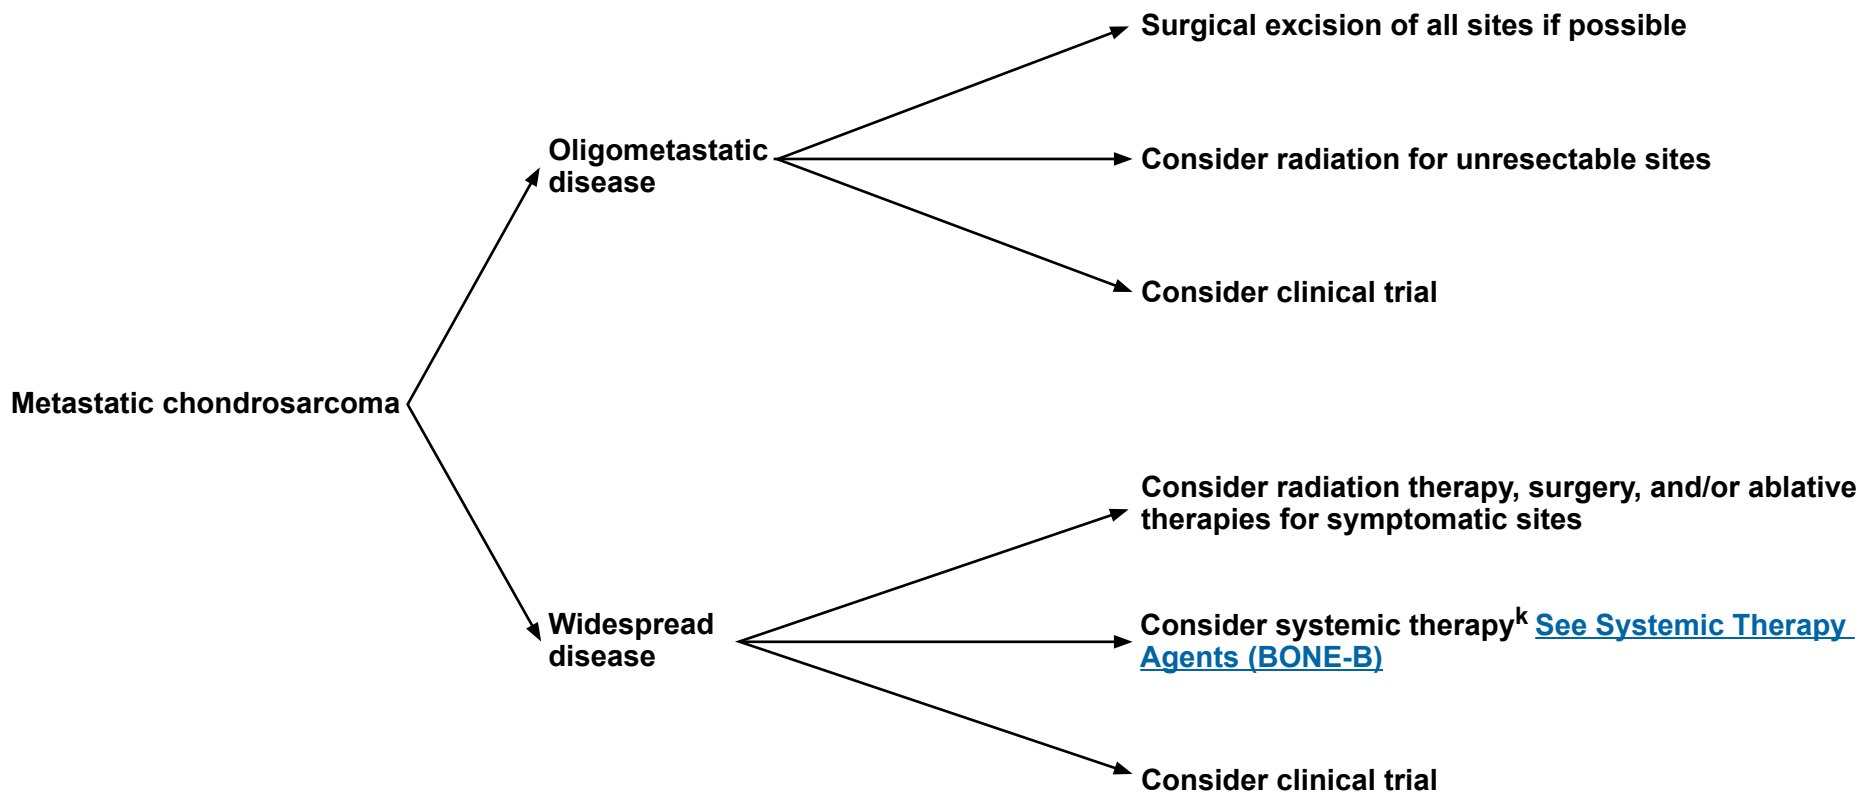 Surgical excision of all sites if possible
Oligometastatic
disease
Consider radiation for unresectable sites
Consider clinical trial
Metastatic chondrosarcoma
Consider radiation therapy, surgery, and/or ablative
therapies for symptomatic sites
Widespread
disease
Consider systemic therapyᵏ See Systemic Therapy
Agents (BONE-B)
Consider clinical trial